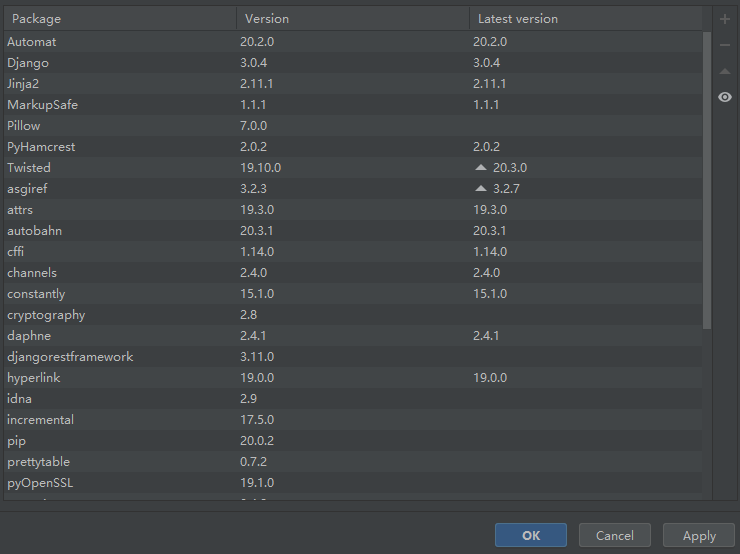 Package Version Latest version
Automat 20.2.0 20.2.0
Django 3.0.4 3.0.4
Jinja2 2.11.1 2.11.1
MarkupSafe 1.1.1 1.1.1
Pillow 7.0.0
PyHamcrest 2.0.2 2.0.2
Twisted 19.10.0 20.3.0
asgiref 3.2.3 3.2.7
attrs 19.3.0 19.3.0
autobahn 20.3.1 20.3.1
cffi 1.14.0 1.14.0
channels 2.4.0 2.4.0
constantly 15.1.0 15.1.0
cryptography 2.8
daphne 2.4.1 2.4.1
djangorestframework 3.11.0
hyperlink 19.0.0 19.0.0
idna 2.9
incremental 17.5.0
pip 20.0.2
prettytable 0.7.2
pyOpenSSL 19.1.0
OK Cancel Apply